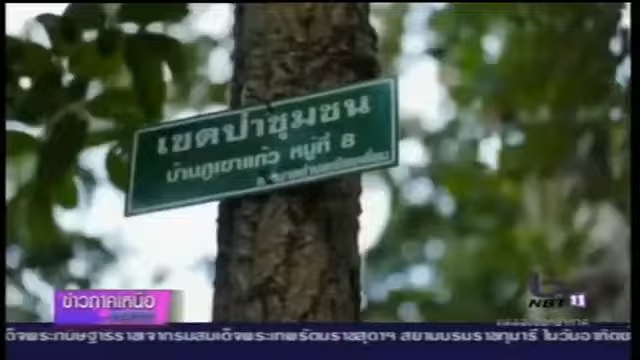 เขตป่าชุมชน
บ้านภูเขาแก้ว หมู่ที่ 8
ข่าวภาคเหนือ
NBT 11
ด็จพระกนิษฐาธิราชเจ้ากรมสมเด็จพระเทพรัตนราชสุดาฯ สยามบรมราชกุมารี ในวันอาทิตย์